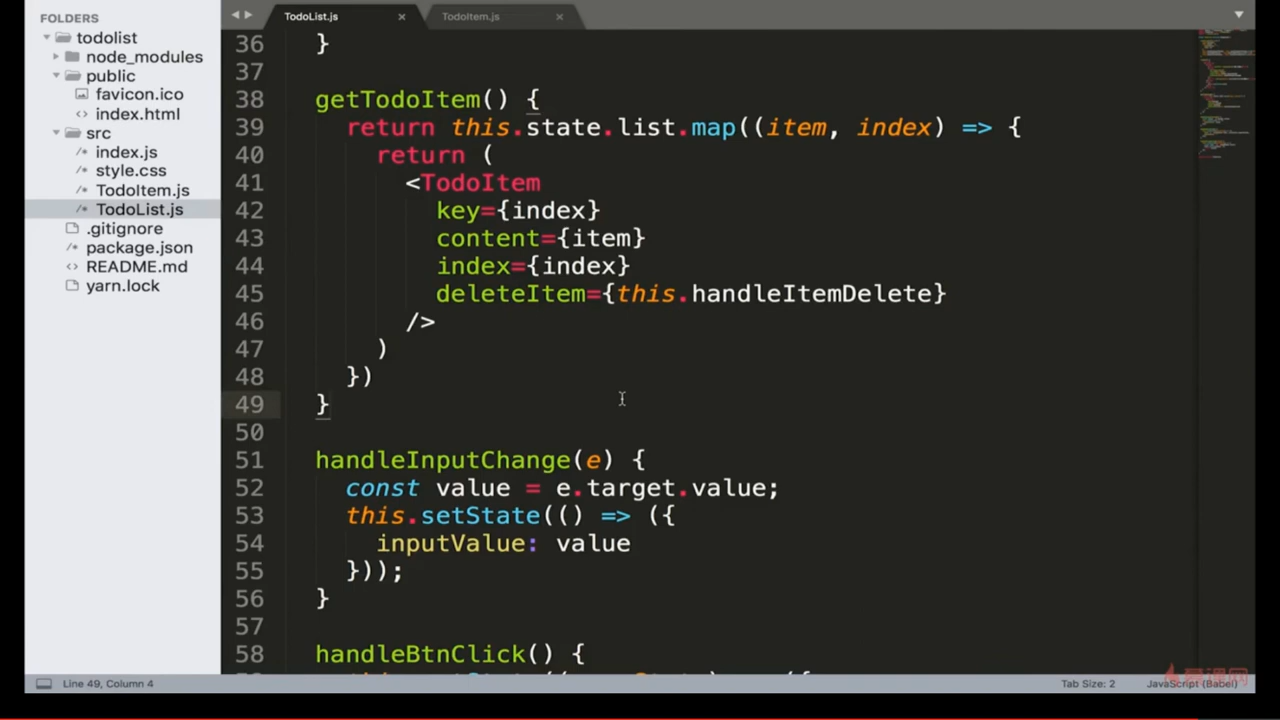 FOLDERS
todolist
node_modules
public
favicon.ico
<> index.html
src
/* index.js
/* style.css
/* TodoItem.js
/* TodoList.js
.gitignore
/* package.json
<> README.md
yarn.lock
TodoList.js ×
TodoItem.js ×
36 }
37
38 getTodoItem() {
39 return this.state.list.map((item, index) => {
40 return (
41 <TodoItem
42 key={index}
43 content={item}
44 index={index}
45 deleteItem={this.handleItemDelete}
46 />
47 )
48 })
49 }
50
51 handleInputChange(e) {
52 const value = e.target.value;
53 this.setState(() => ({
54 inputValue: value
55 }));
56 }
57
58 handleBtnClick() {
Line 49, Column 4
Tab Size: 2
JavaScript (Babel)
慕课网